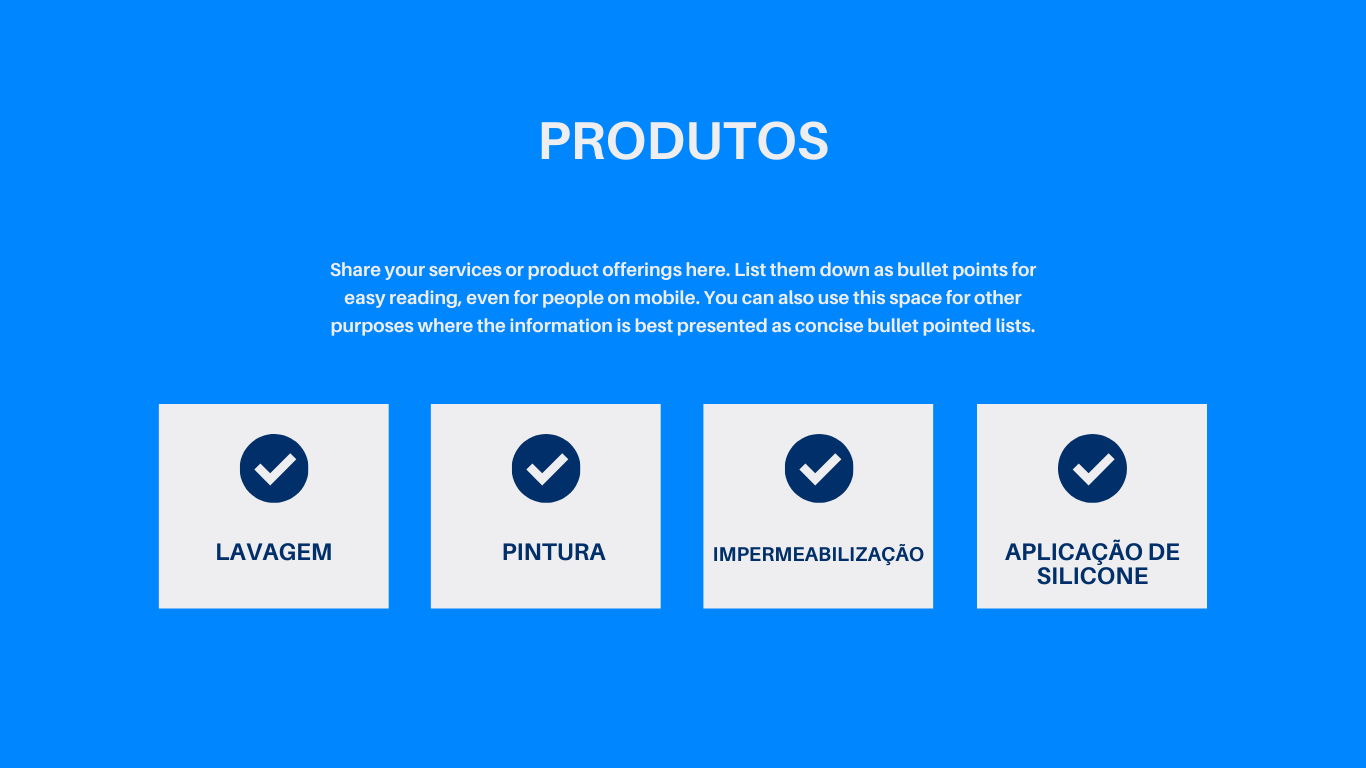 PRODUTOS
Share your services or product offerings here. List them down as bullet points for
easy reading, even for people on mobile. You can also use this space for other
purposes where the information is best presented as concise bullet pointed lists.
LAVAGEM
PINTURA
IMPERMEABILIZAÇÃO
APLICAÇÃO DE
SILICONE